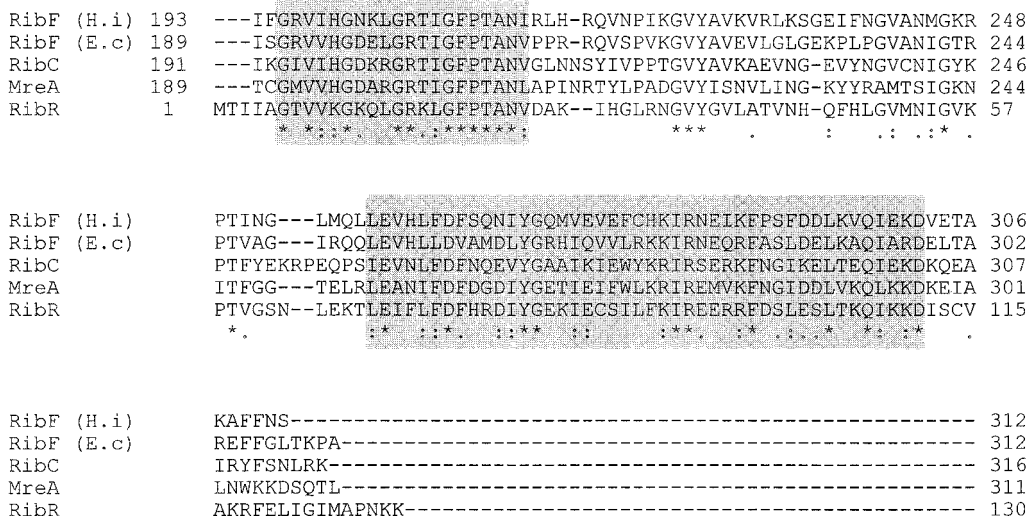 RibF (H.i) 193 ---IFGRVIHGNKLGRTIGFPTANIRLH-RQVNPIKGVYAVKVRLKSGEIFNGVANMGKR 248
RibF (E.c) 189 ---ISGRVVHGDELGRTIGFPTANVPPR-RQVSPVKGVYAVEVLGLGEKPLPGVANIGTR 244
RibC 191 ---IKGIVIHGDKRGRTIGFPTANVGLNNSYIVPPTGVYAVKAEVNG-EVYNGVCNIGYK 246
MreA 189 ---TCGMVVHGDARGRTIGFPTANLAPINRTYLPADGVYISNVLING-KYYRAMTSIGKN 244
RibR 1 MTIIAGTVVKGKQLGRKLGFPTANVDAK--IHGLRNGVYGVLATVNH-QFHLGVMNIGVK 57
* *::*. **.:*******: *** . : .: .:* .
RibF (H.i) PTING---LMQLLEVHLFDFSQNIYGQMVEVEFCHKIRNEIKFPSFDDLKVQIEKDVETA 306
RibF (E.c) PTVAG---IRQQLEVHLLDVAMDLYGRHIQVVLRKKIRNEQRFASLDELKAQIARDELTA 302
RibC PTFYEKRPEQPSIEVNLFDFNQEVYGAAIKIEWYKRIRSERKFNGIKELTEQIEKDKQEA 307
MreA ITFGG---TELRLEANIFDFDGDIYGETIEIFWLKRIREMVKFNGIDDLVKQLKKDKEIA 301
RibR PTVGSNL--LEKTLEIFLFDFHRDIYGEKIECSILFKIREERRFDSLESLTKQIKKDISCV 115
*. :* .::*. .:** :: :** .* .:..* *: :* .
RibF (H.i) KAFFNS------------------------------------------------------ 312
RibF (E.c) REFFGLTKPA-------------------------------------------------- 312
RibC IRYFSNLRK--------------------------------------------------- 316
MreA LNWKKDSQTL-------------------------------------------------- 311
RibR AKRFELIGIMAPNKK--------------------------------------------- 130